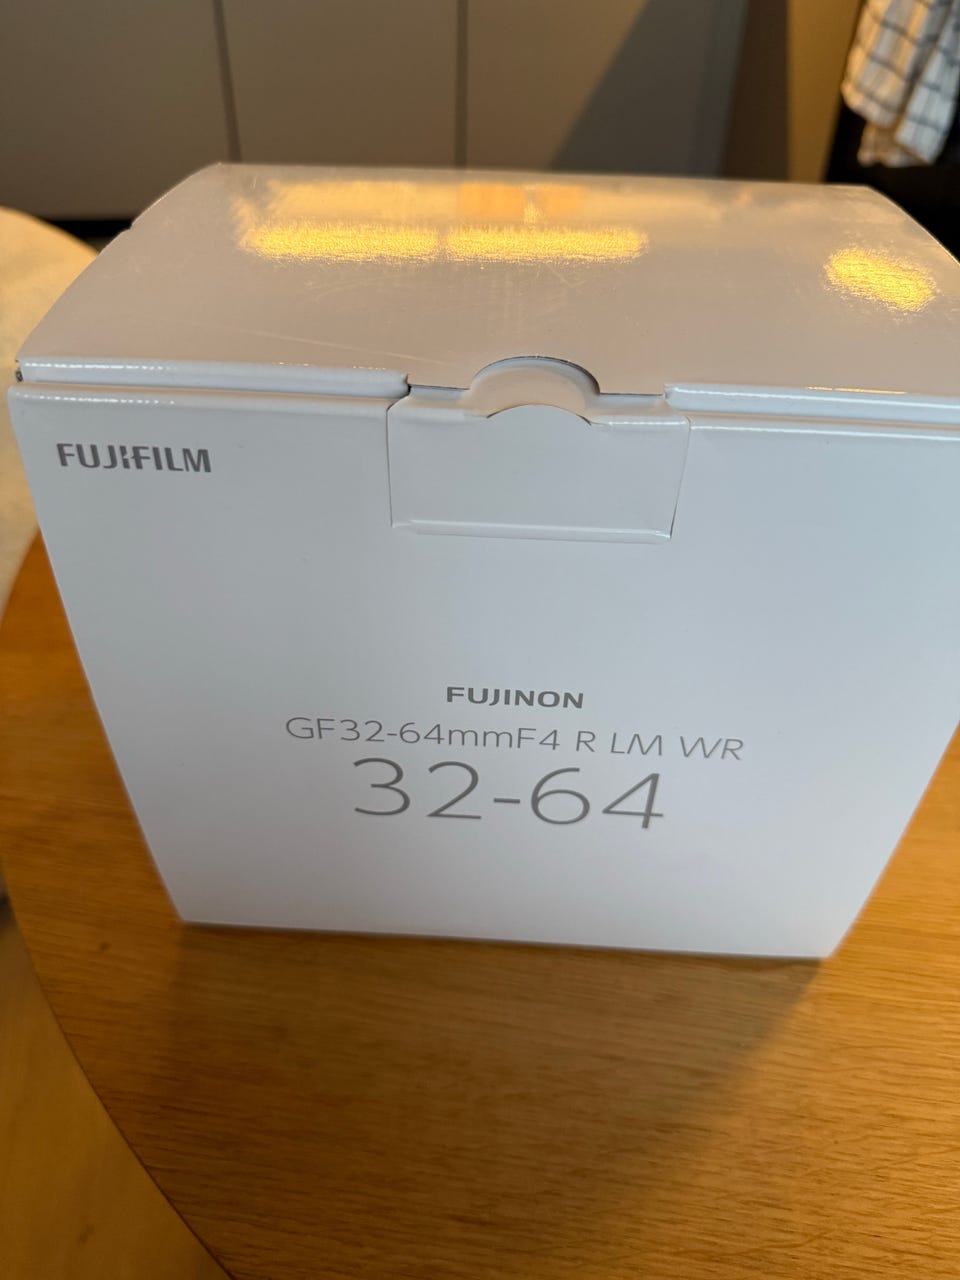 FUJIFILM
FUJINON
GF32-64mmF4 R LM WR
32-64